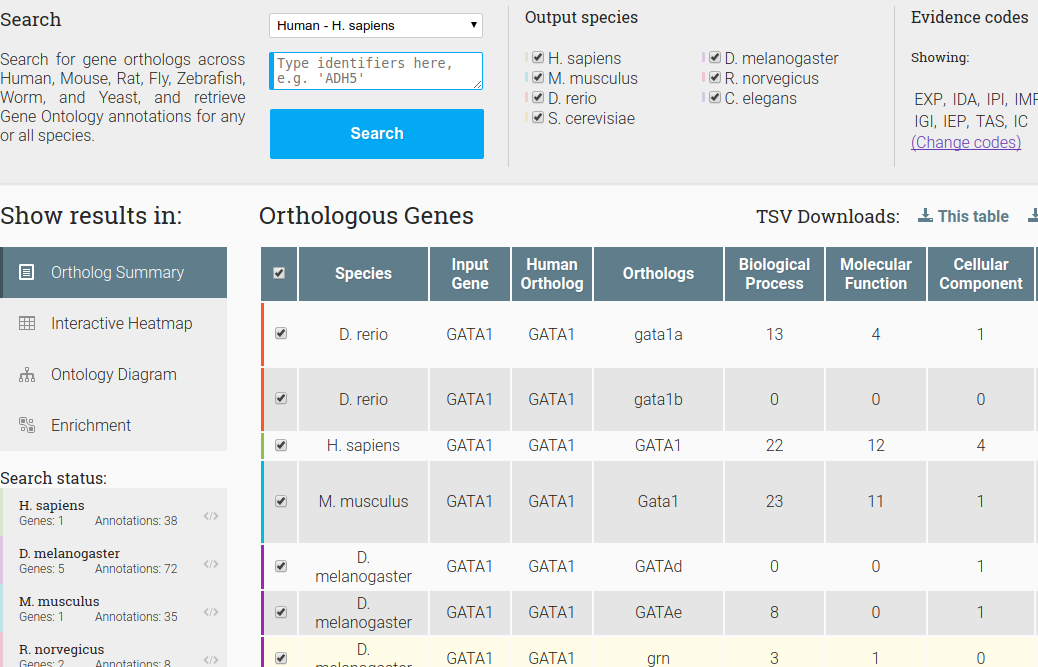 Search
Search for gene orthologs across
Human, Mouse, Rat, Fly, Zebrafish,
Worm, and Yeast, and retrieve
Gene Ontology annotations for any
or all species.
Human - H. sapiens
Type identifiers here,
e.g. 'ADH5'
Search
Output species
H. sapiens
M. musculus
D. rerio
S. cerevisiae
D. melanogaster
R. norvegicus
C. elegans
Evidence codes
Showing:
EXP, IDA, IPI, IMP
IGI, IEP, TAS, IC
(Change codes)
Show results in:
Ortholog Summary
Interactive Heatmap
Ontology Diagram
Enrichment
Search status:
H. sapiens
Genes: 1 Annotations: 38 </>
D. melanogaster
Genes: 5 Annotations: 72 </>
M. musculus
Genes: 1 Annotations: 35 </>
R. norvegicus
Genes: 2 Annotations: 8 </>
Orthologous Genes
TSV Downloads: This table
Species Input Gene Human Ortholog Orthologs Biological Process Molecular Function Cellular Component
D. rerio GATA1 GATA1 gata1a 13 4 1
D. rerio GATA1 GATA1 gata1b 0 0 0
H. sapiens GATA1 GATA1 GATA1 22 12 4
M. musculus GATA1 GATA1 Gata1 23 11 1
D. melanogaster GATA1 GATA1 GATAd 0 0 1
D. melanogaster GATA1 GATA1 GATAe 8 0 1
D. melanogaster GATA1 GATA1 grn 3 1 0